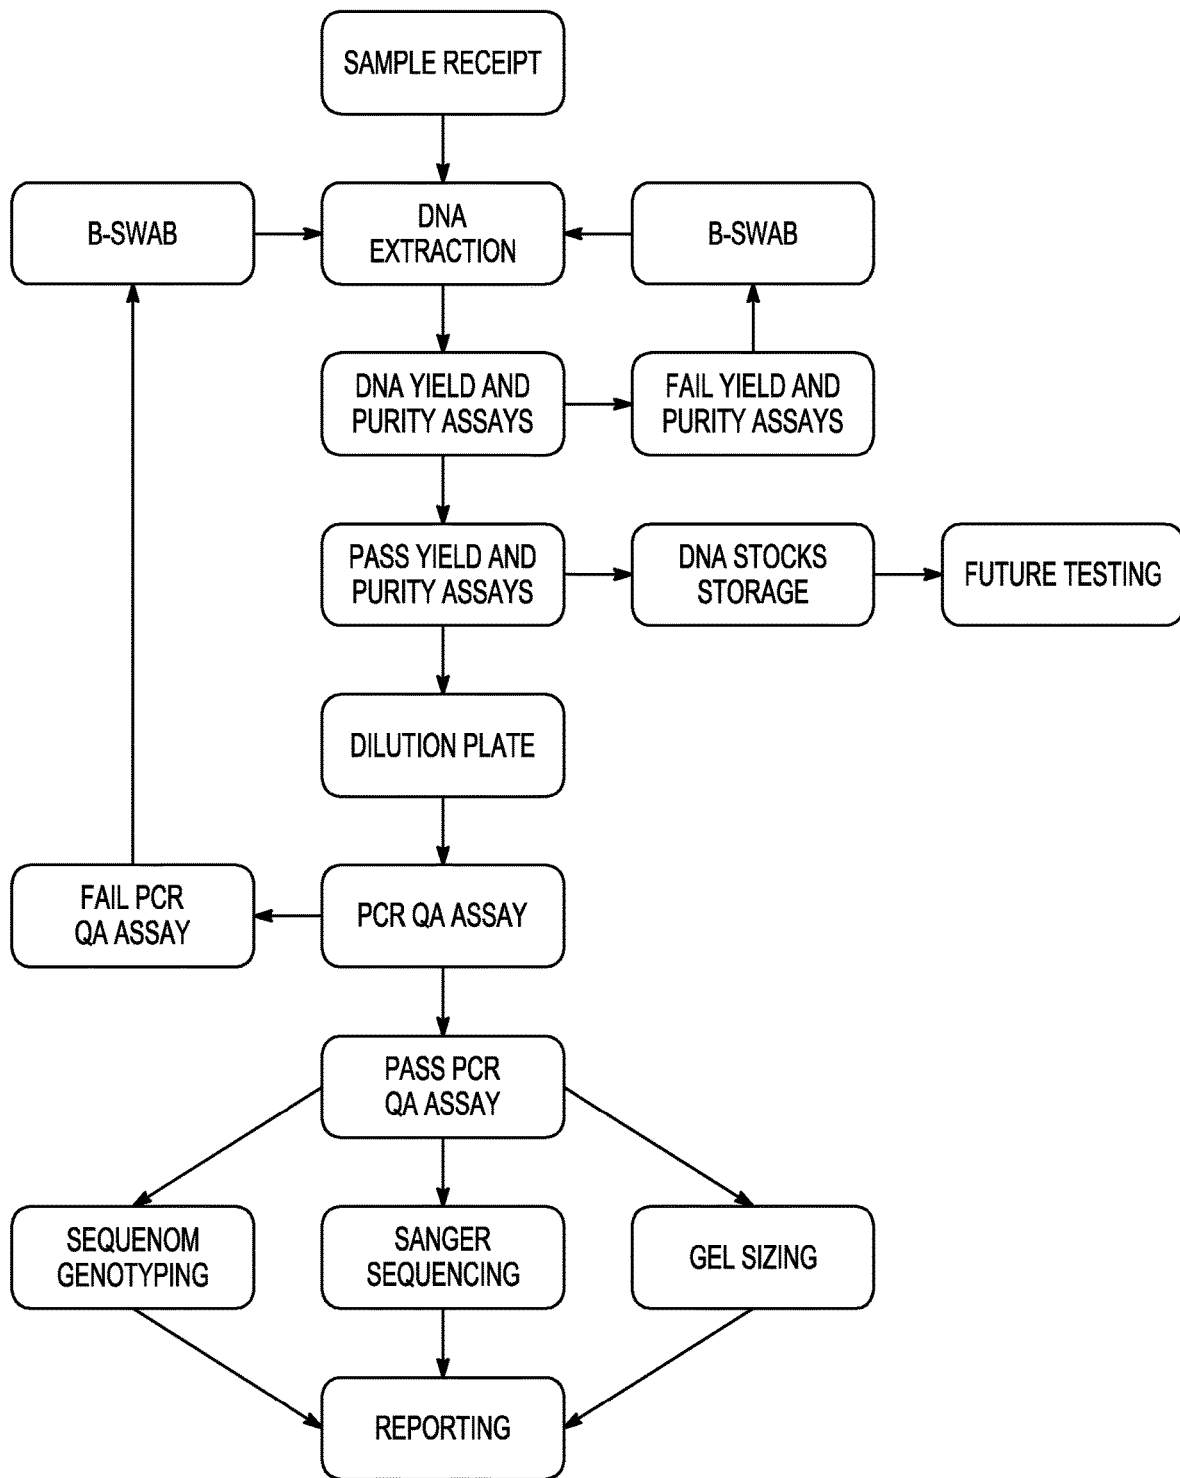 SAMPLE RECEIPT
B-SWAB
DNA
EXTRACTION
B-SWAB
DNA YIELD AND
PURITY ASSAYS
FAIL YIELD AND
PURITY ASSAYS
PASS YIELD AND
PURITY ASSAYS
DNA STOCKS
STORAGE
FUTURE TESTING
DILUTION PLATE
FAIL PCR
QA ASSAY
PCR QA ASSAY
PASS PCR
QA ASSAY
SEQUENOM
GENOTYPING
SANGER
SEQUENCING
GEL SIZING
REPORTING